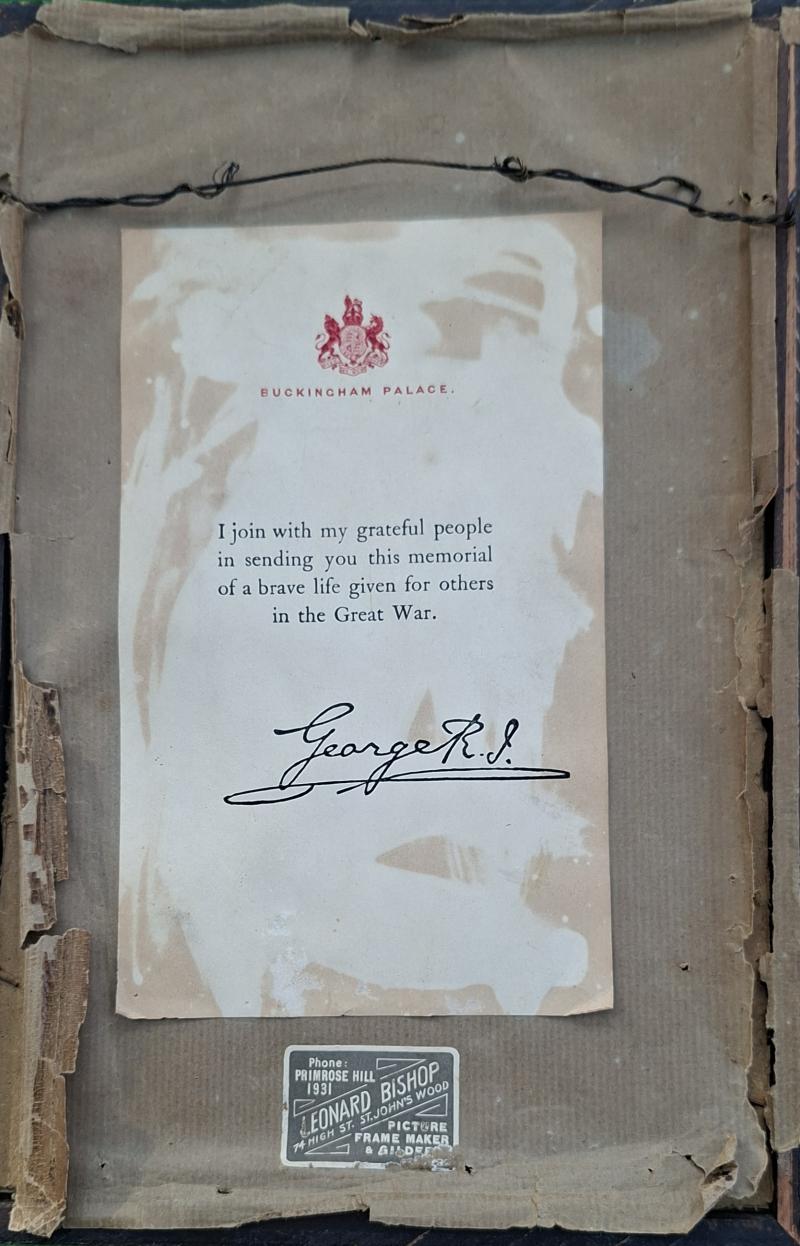 BUCKINGHAM PALACE.
I join with my grateful people
in sending you this memorial
of a brave life given for others
in the Great War.
George R.I.
Phone:
PRIMROSE HILL
1931
LEONARD BISHOP
74 HIGH ST. ST. JOHN'S WOOD
PICTURE
FRAME MAKER
& GILDER